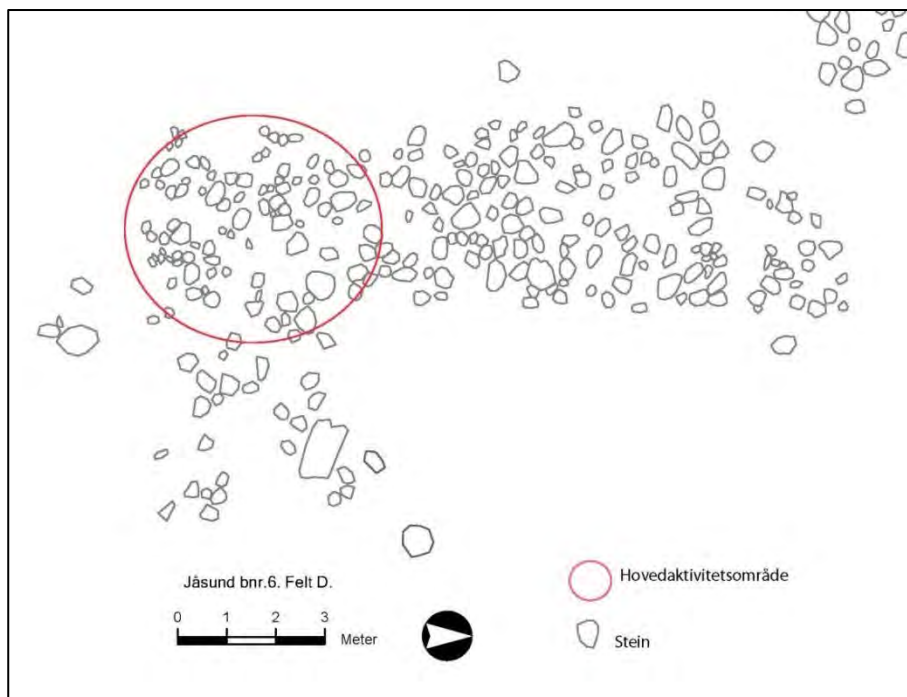 Jåsund bnr.6. Felt D.
0 1 2 3
Meter
Hovedaktivitetsområde
Stein